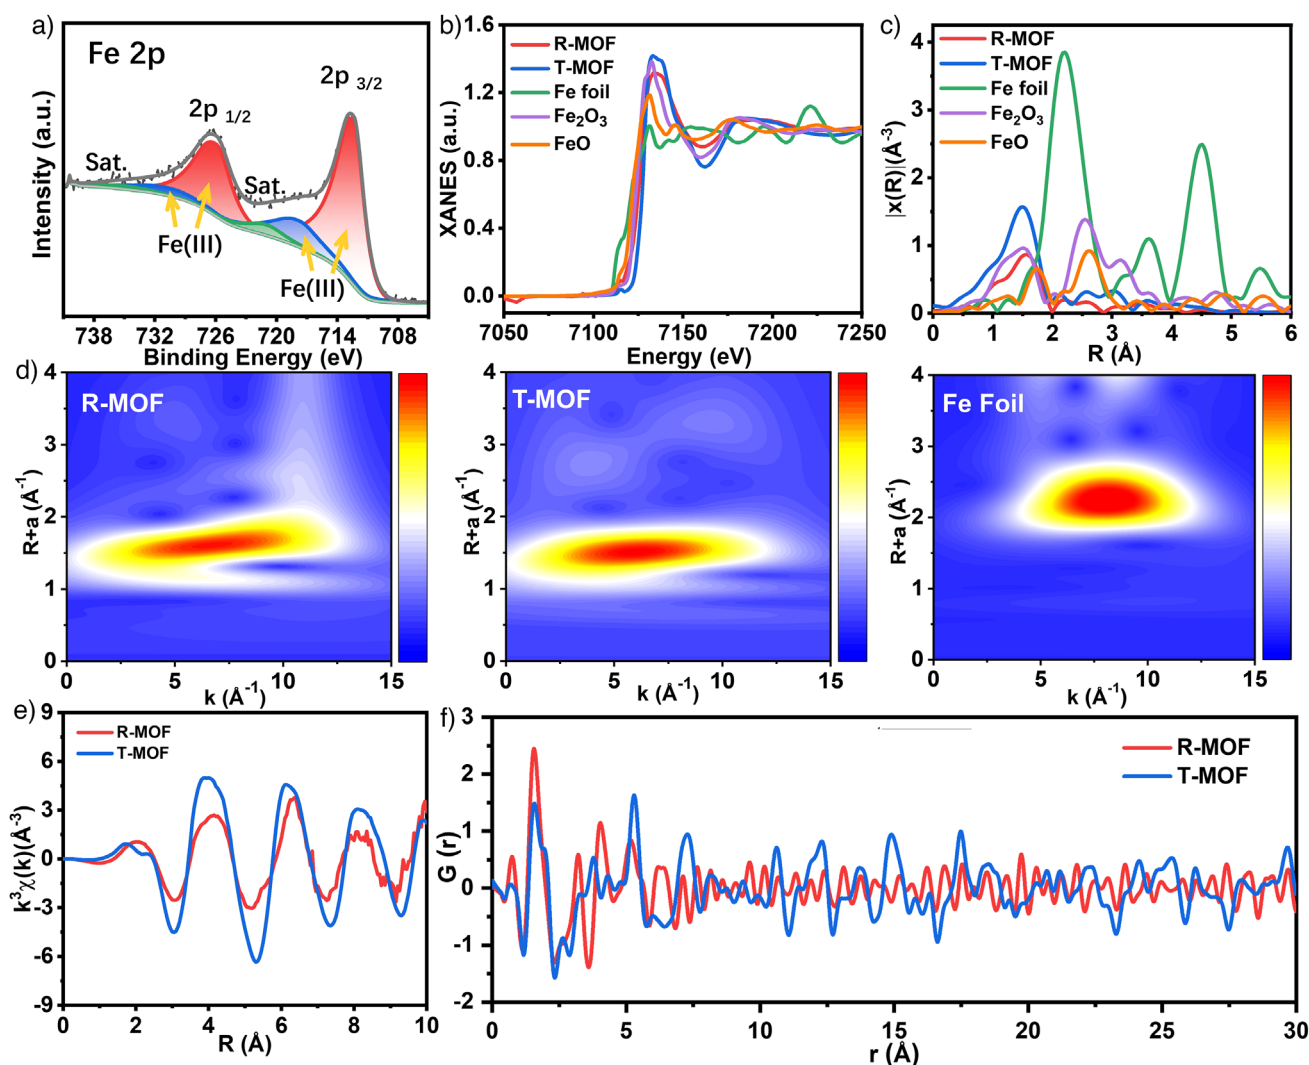 a)
Fe 2p
2p 3/2
2p 1/2
Sat.
Sat.
Fe(III)
Fe(III)
Intensity (a.u.)
738 732 726 720 714 708
Binding Energy (eV)
b)
R-MOF
T-MOF
Fe foil
Fe₂O₃
FeO
XANES (a.u.)
1.6
1.2
0.8
0.4
0.0
7050 7100 7150 7200 7250
Energy (eV)
c)
R-MOF
T-MOF
Fe foil
Fe₂O₃
FeO
|x(R)|(Å⁻³)
4
3
2
1
0
0 1 2 3 4 5 6
R (Å)
d)
R-MOF
R+a (Å⁻¹)
4
3
2
1
0
0 5 10 15
k (Å⁻¹)
T-MOF
R+a (Å⁻¹)
4
3
2
1
0
0 5 10 15
k (Å⁻¹)
Fe Foil
R+a (Å⁻¹)
4
3
2
1
0
0 5 10 15
k (Å⁻¹)
e)
R-MOF
T-MOF
k³χ(k)(Å⁻³)
9
6
3
0
-3
-6
-9
0 2 4 6 8 10
R (Å)
f)
R-MOF
T-MOF
G (r)
3
2
1
0
-1
-2
0 5 10 15 20 25 30
r (Å)